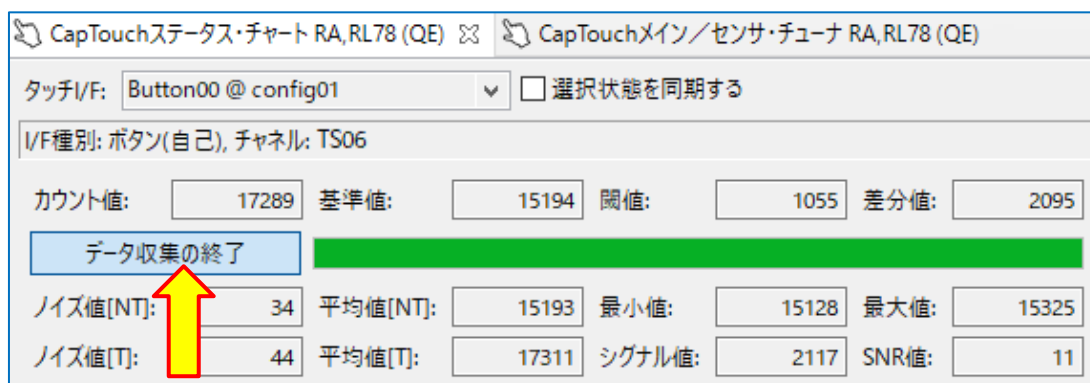 CapTouchステータス・チャート RA,RL78 (QE) CapTouchメイン／センサ・チューナ RA,RL78 (QE)
タッチI/F: Button00 @ config01 選択状態を同期する
I/F種別: ボタン(自己), チャネル: TS06
カウント値: 17289 基準値: 15194 閾値: 1055 差分値: 2095
データ収集の終了
ノイズ値[NT]: 34 平均値[NT]: 15193 最小値: 15128 最大値: 15325
ノイズ値[T]: 44 平均値[T]: 17311 シグナル値: 2117 SNR値: 11